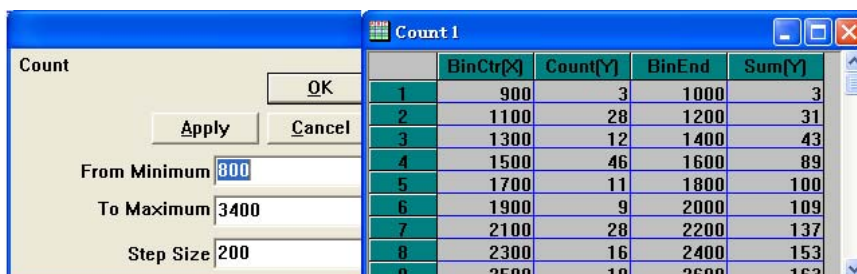 Count
OK
Apply Cancel
From Minimum 800
To Maximum 3400
Step Size 200
Count1
BinCtr(X) Count(Y) BinEnd Sum(Y)
1 900 3 1000 3
2 1100 28 1200 31
3 1300 12 1400 43
4 1500 46 1600 89
5 1700 11 1800 100
6 1900 9 2000 109
7 2100 28 2200 137
8 2300 16 2400 153